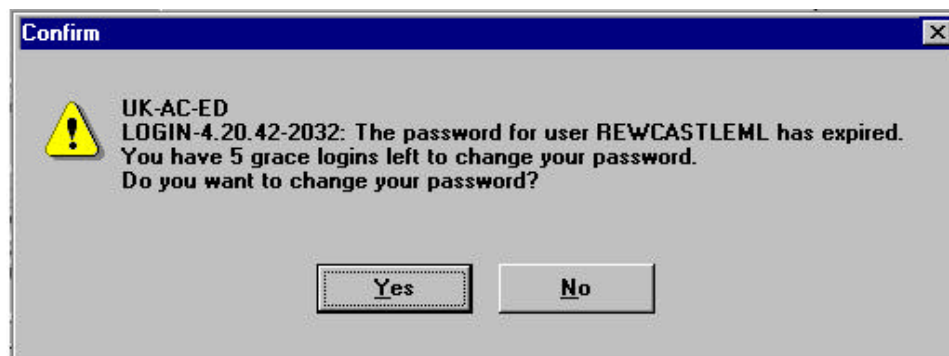 Confirm
UK-AC-ED
LOGIN-4.20.42-2032: The password for user REWCASTLEML has expired.
You have 5 grace logins left to change your password.
Do you want to change your password?
Yes No